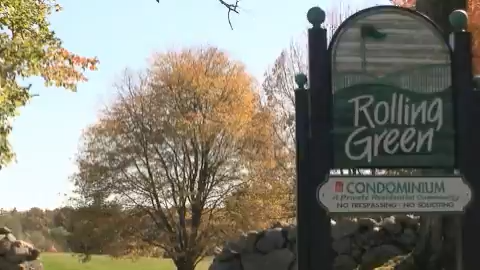 Rolling
Green
CONDOMINIUM
A Private Residential Community
NO TRESPASSING · NO SOLICITING